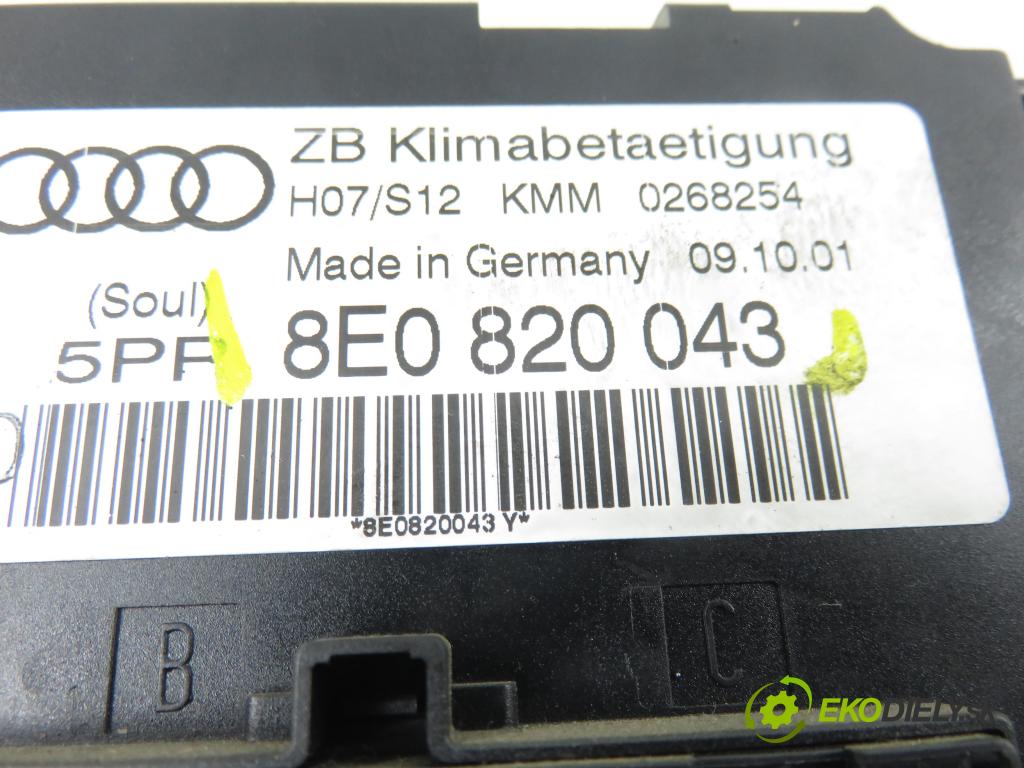 ZB Klimabetaetigung
H07/S12 KMM 0268254
Made in Germany 09.10.01
(Soul)
5PR 8E0 820 043
*8E0820043 Y*
B C
EKODIELY.SK